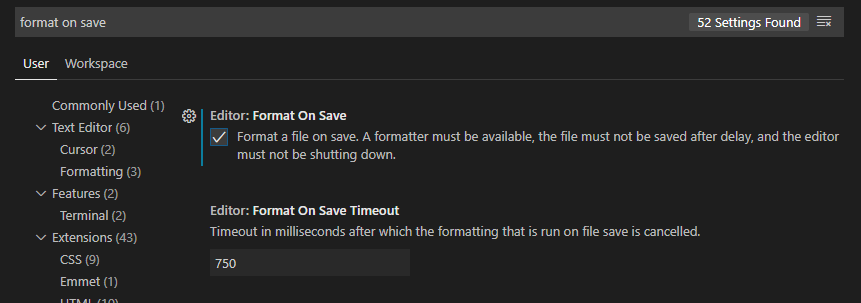 format on save
52 Settings Found
User Workspace
Commonly Used (1)
Text Editor (6)
Cursor (2)
Formatting (3)
Features (2)
Terminal (2)
Extensions (43)
CSS (9)
Emmet (1)
HTML (10)
Editor: Format On Save
Format a file on save. A formatter must be available, the file must not be saved after delay, and the editor
must not be shutting down.
Editor: Format On Save Timeout
Timeout in milliseconds after which the formatting that is run on file save is cancelled.
750